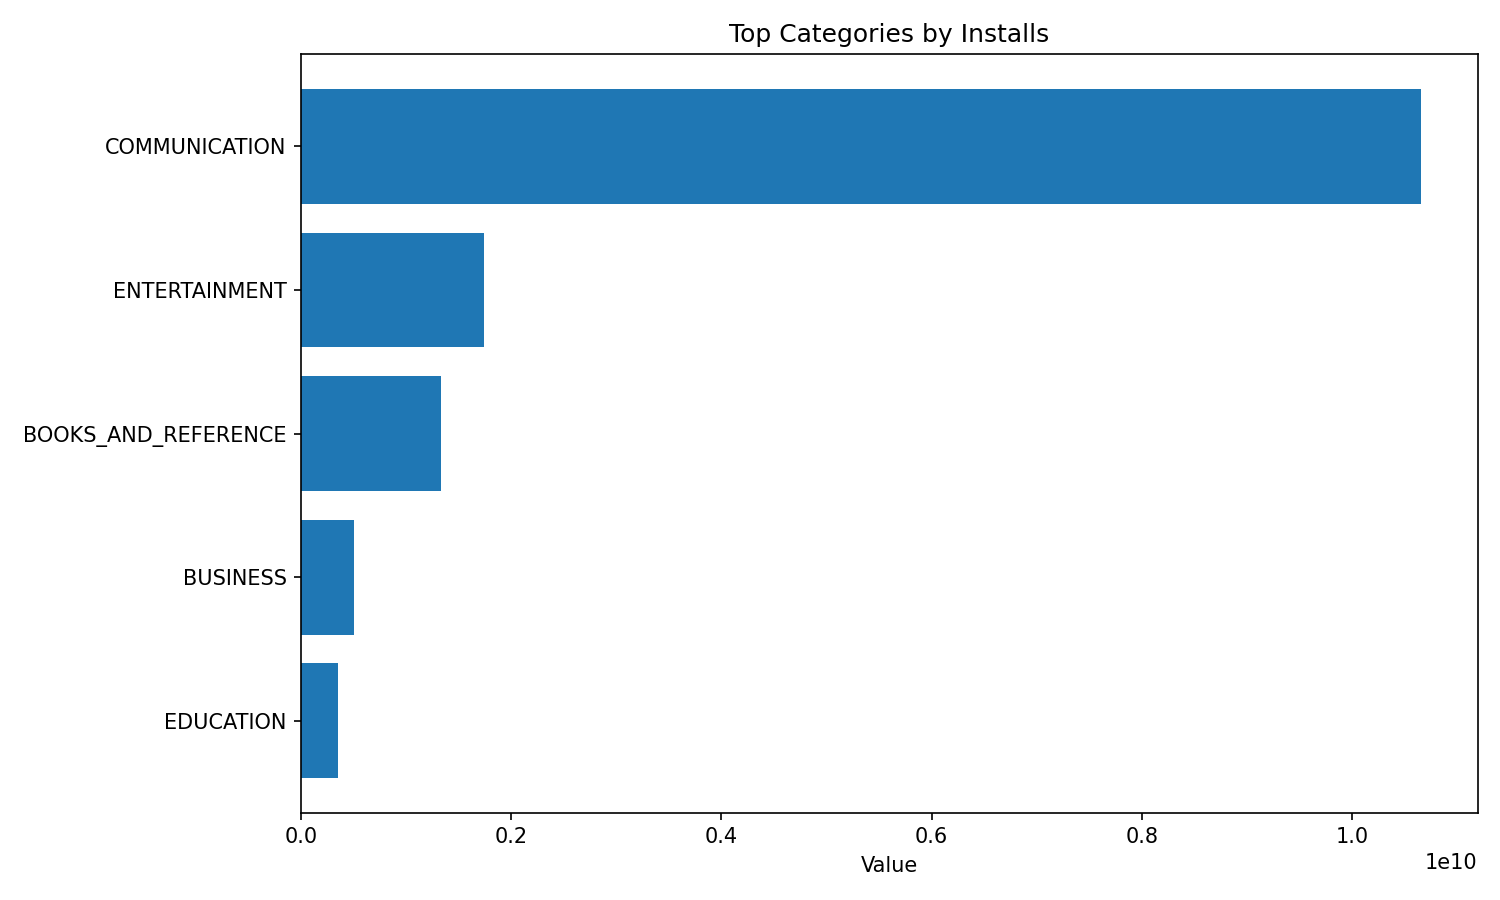 Top Categories by Installs
COMMUNICATION
ENTERTAINMENT
BOOKS_AND_REFERENCE
BUSINESS
EDUCATION
0.0 0.2 0.4 0.6 0.8 1.0
1e10
Value